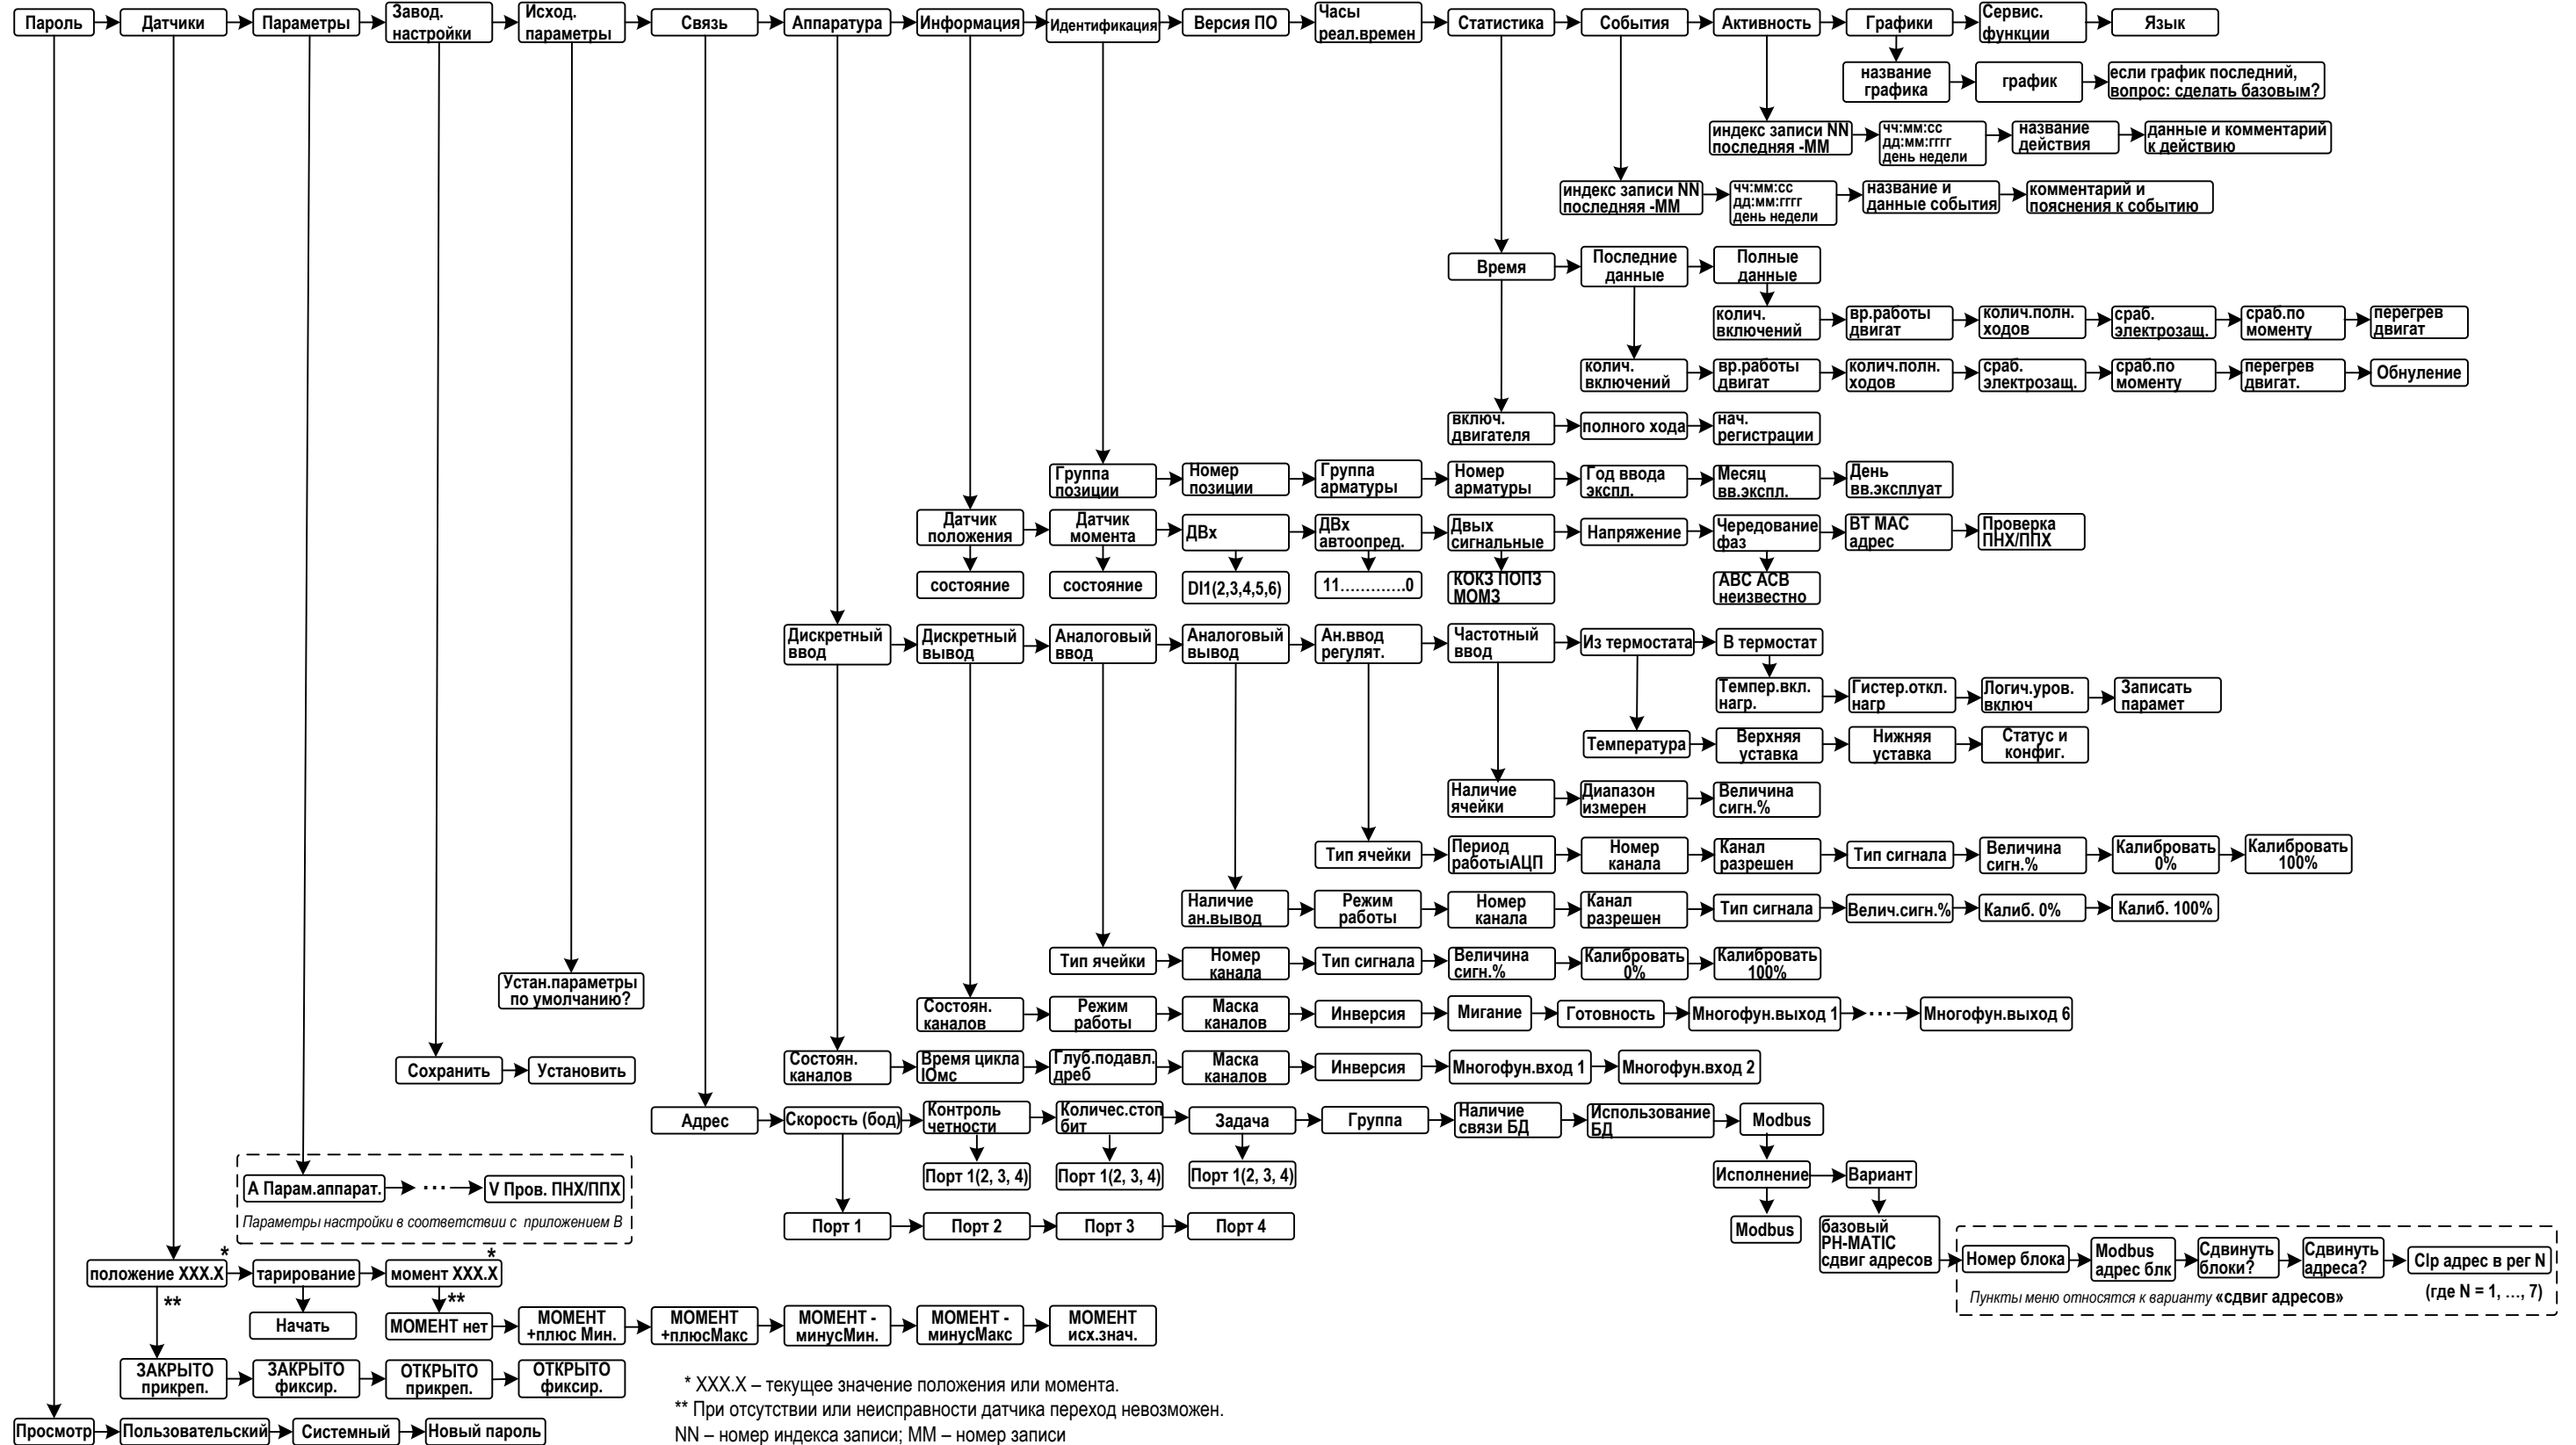 Пароль
Датчики
Параметры
Завод.
настройки
Исход.
параметры
Связь
Аппаратура
Информация
Идентификация
Версия ПО
Часы
реал.времен
Статистика
События
Активность
Графики
Сервис.
функции
Язык
название
графика
график
если график последний,
вопрос: сделать базовым?
индекс записи NN
последняя -ММ
чч:мм:сс
дд:мм:гггг
день недели
название
действия
данные и комментарий
к действию
индекс записи NN
последняя -ММ
чч:мм:сс
дд:мм:гггг
день недели
название и
данные события
комментарий и
пояснения к событию
Время
Последние
данные
Полные
данные
колич.
включений
вр.работы
двигат
колич.полн.
ходов
сраб.
электрозащ.
сраб.по
моменту
перегрев
двигат
колич.
включений
вр.работы
двигат
колич.полн.
ходов
сраб.
электрозащ.
сраб.по
моменту
перегрев
двигат.
Обнуление
включ.
двигателя
полного хода
нач.
регистрации
Группа
позиции
Номер
позиции
Группа
арматуры
Номер
арматуры
Год ввода
экспл.
Месяц
вв.экспл.
День
вв.эксплуат
Датчик
положения
Датчик
момента
ДВх
ДВх
автоопред.
Двых
сигнальные
Напряжение
Чередование
фаз
BT MAC
адрес
Проверка
ПНХ/ППХ
состояние
состояние
DI1(2,3,4,5,6)
11.............0
КОКЗ ПОПЗ
МОМЗ
АВС АСВ
неизвестно
Дискретный
ввод
Дискретный
вывод
Аналоговый
ввод
Аналоговый
вывод
Ан.ввод
регулят.
Частотный
ввод
Из термостата
В термостат
Темпер.вкл.
нагр.
Гистер.откл.
нагр
Логич.уров.
включ
Записать
парамет
Температура
Верхняя
уставка
Нижняя
уставка
Статус и
конфиг.
Наличие
ячейки
Диапазон
измерен
Величина
сигн.%
Тип ячейки
Период
работыАЦП
Номер
канала
Канал
разрешен
Тип сигнала
Величина
сигн.%
Калибровать
0%
Калибровать
100%
Наличие
ан.вывод
Режим
работы
Номер
канала
Канал
разрешен
Тип сигнала
Велич.сигн.%
Калиб. 0%
Калиб. 100%
Тип ячейки
Номер
канала
Тип сигнала
Величина
сигн.%
Калибровать
0%
Калибровать
100%
Устан.параметры
по умолчанию?
Состоян.
каналов
Режим
работы
Маска
каналов
Инверсия
Мигание
Готовность
Многофун.выход 1
...
Многофун.выход 6
Сохранить
Установить
Состоян.
каналов
Время цикла
IOмс
Глуб.подавл.
дреб
Маска
каналов
Инверсия
Многофун.вход 1
Многофун.вход 2
Адрес
Скорость (бод)
Контроль
четности
Количес.стоп
бит
Задача
Группа
Наличие
связи БД
Использование
БД
Modbus
Порт 1(2, 3, 4)
Порт 1(2, 3, 4)
Порт 1(2, 3, 4)
Исполнение
Вариант
А Парам.аппарат.
...
V Пров. ПНХ/ППХ
Параметры настройки в соответствии с приложением В
Порт 1
Порт 2
Порт 3
Порт 4
Modbus
базовый
PH-MATIC
сдвиг адресов
Номер блока
Modbus
адрес блк
Сдвинуть
блоки?
Сдвинуть
адреса?
Clp адрес в рег N
Пункты меню относятся к варианту «сдвиг адресов»
(где N = 1, ..., 7)
*
*
положение ХХХ.Х
тарирование
момент ХХХ.Х
**
**
Начать
МОМЕНТ нет
МОМЕНТ
+плюс Мин.
МОМЕНТ
+плюсМакс
МОМЕНТ -
минусМин.
МОМЕНТ -
минусМакс
МОМЕНТ
исх.знач.
ЗАКРЫТО
прикреп.
ЗАКРЫТО
фиксир.
ОТКРЫТО
прикреп.
ОТКРЫТО
фиксир.
* ХХХ.Х – текущее значение положения или момента.
** При отсутствии или неисправности датчика переход невозможен.
NN – номер индекса записи; ММ – номер записи
Просмотр
Пользовательский
Системный
Новый пароль